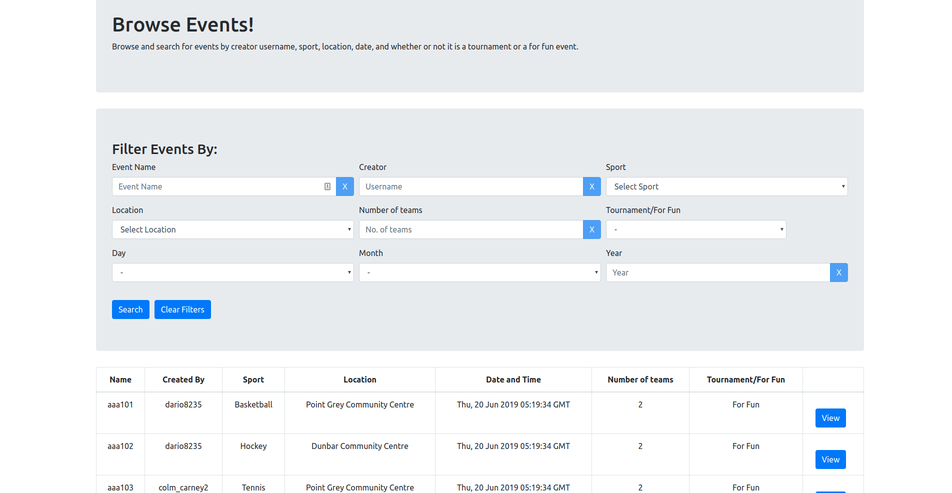 Browse Events!
Browse and search for events by creator username, sport, location, date, and whether or not it is a tournament or a for fun event.
Filter Events By:
Event Name Creator Sport
Event Name X Username X Select Sport
Location Number of teams Tournament/For Fun
Select Location No. of teams X -
Day Month Year
- - Year X
Search Clear Filters
Name Created By Sport Location Date and Time Number of teams Tournament/For Fun
aaa101 dario8235 Basketball Point Grey Community Centre Thu, 20 Jun 2019 05:19:34 GMT 2 For Fun
View
aaa102 dario8235 Hockey Dunbar Community Centre Thu, 20 Jun 2019 05:19:34 GMT 2 For Fun
View
aaa103 colm_carney2 Tennis Point Grey Community Centre Thu, 20 Jun 2019 05:19:34 GMT 2 For Fun